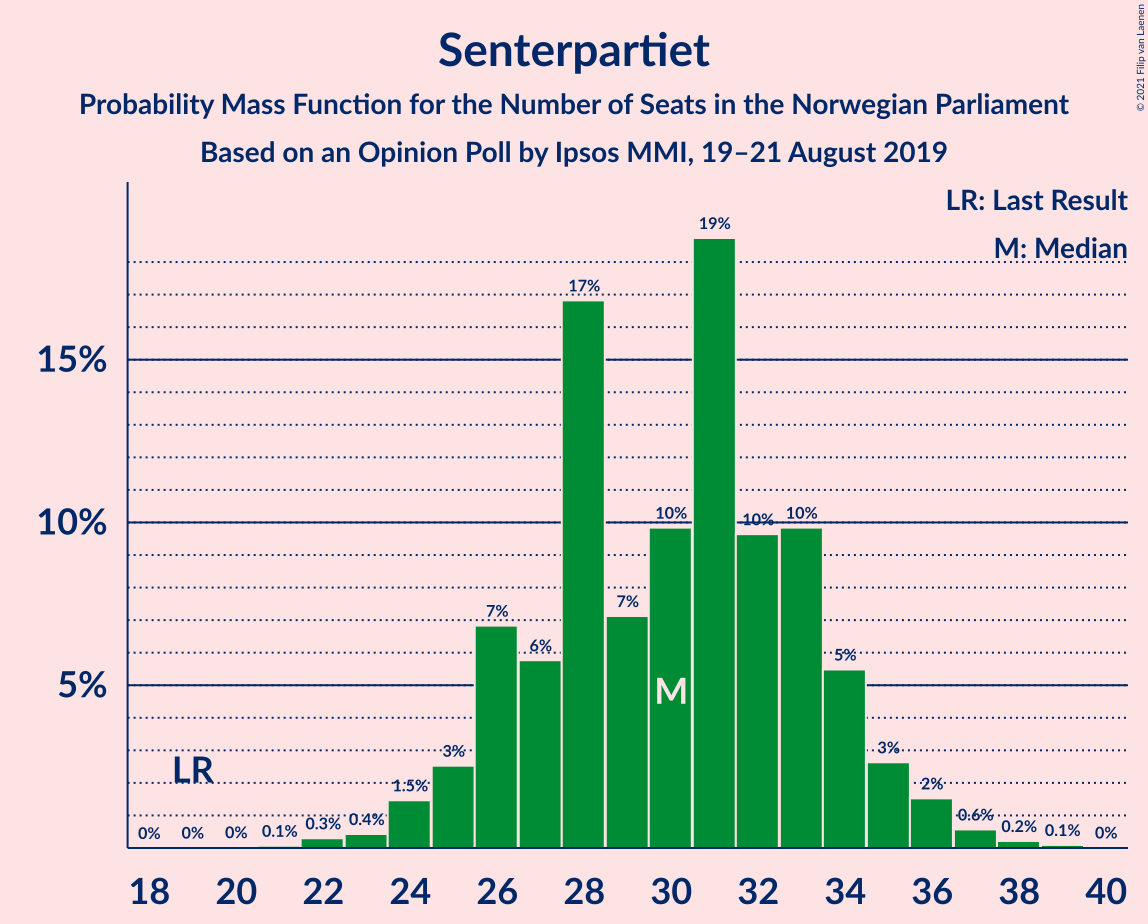 Senterpartiet
Probability Mass Function for the Number of Seats in the Norwegian Parliament
Based on an Opinion Poll by Ipsos MMI, 19–21 August 2019
© 2021 Filip van Laenen
LR: Last Result
M: Median
15%
10%
5%
0%
0%
0%
0.1%
0.3%
0.4%
1.5%
3%
7%
6%
17%
7%
10%
19%
10%
10%
5%
3%
2%
0.6%
0.2%
0.1%
0%
LR
M
18 20 22 24 26 28 30 32 34 36 38 40